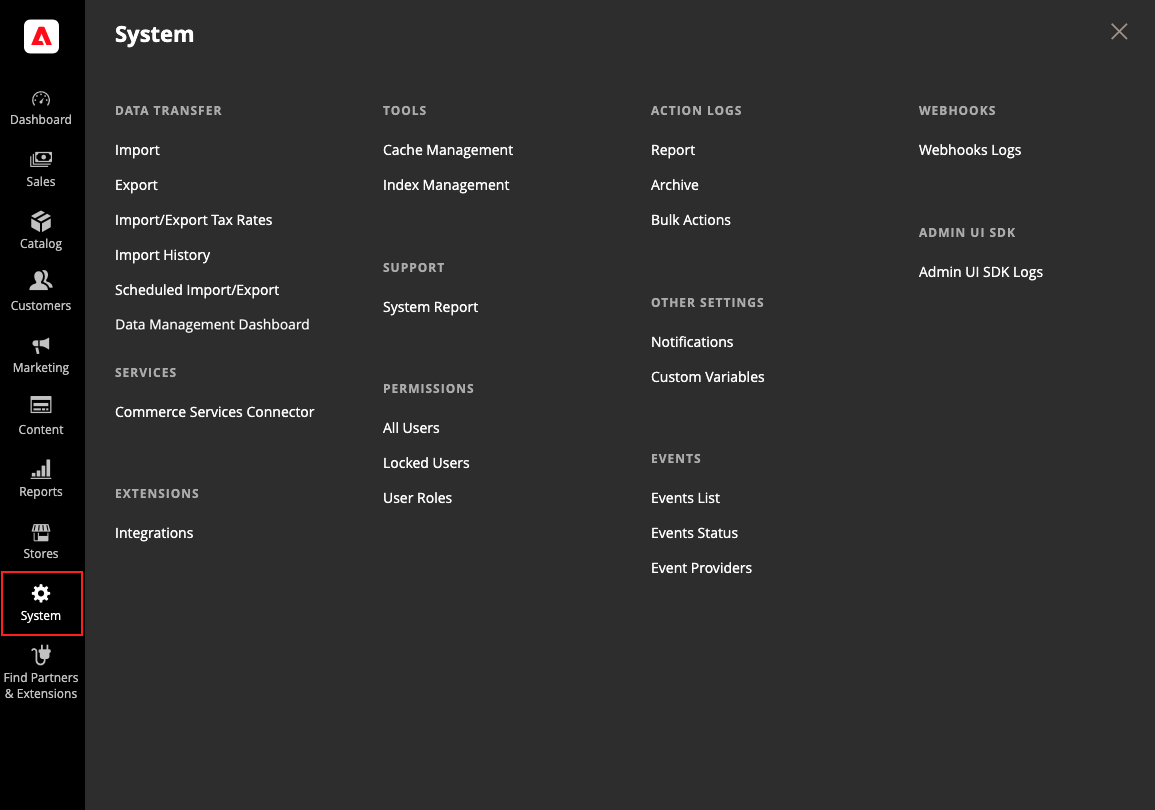 Dashboard
Sales
Catalog
Customers
Marketing
Content
Reports
Stores
System
Find Partners
& Extensions
System
DATA TRANSFER
Import
Export
Import/Export Tax Rates
Import History
Scheduled Import/Export
Data Management Dashboard
SERVICES
Commerce Services Connector
EXTENSIONS
Integrations
TOOLS
Cache Management
Index Management
SUPPORT
System Report
PERMISSIONS
All Users
Locked Users
User Roles
ACTION LOGS
Report
Archive
Bulk Actions
OTHER SETTINGS
Notifications
Custom Variables
EVENTS
Events List
Events Status
Event Providers
WEBHOOKS
Webhooks Logs
ADMIN UI SDK
Admin UI SDK Logs